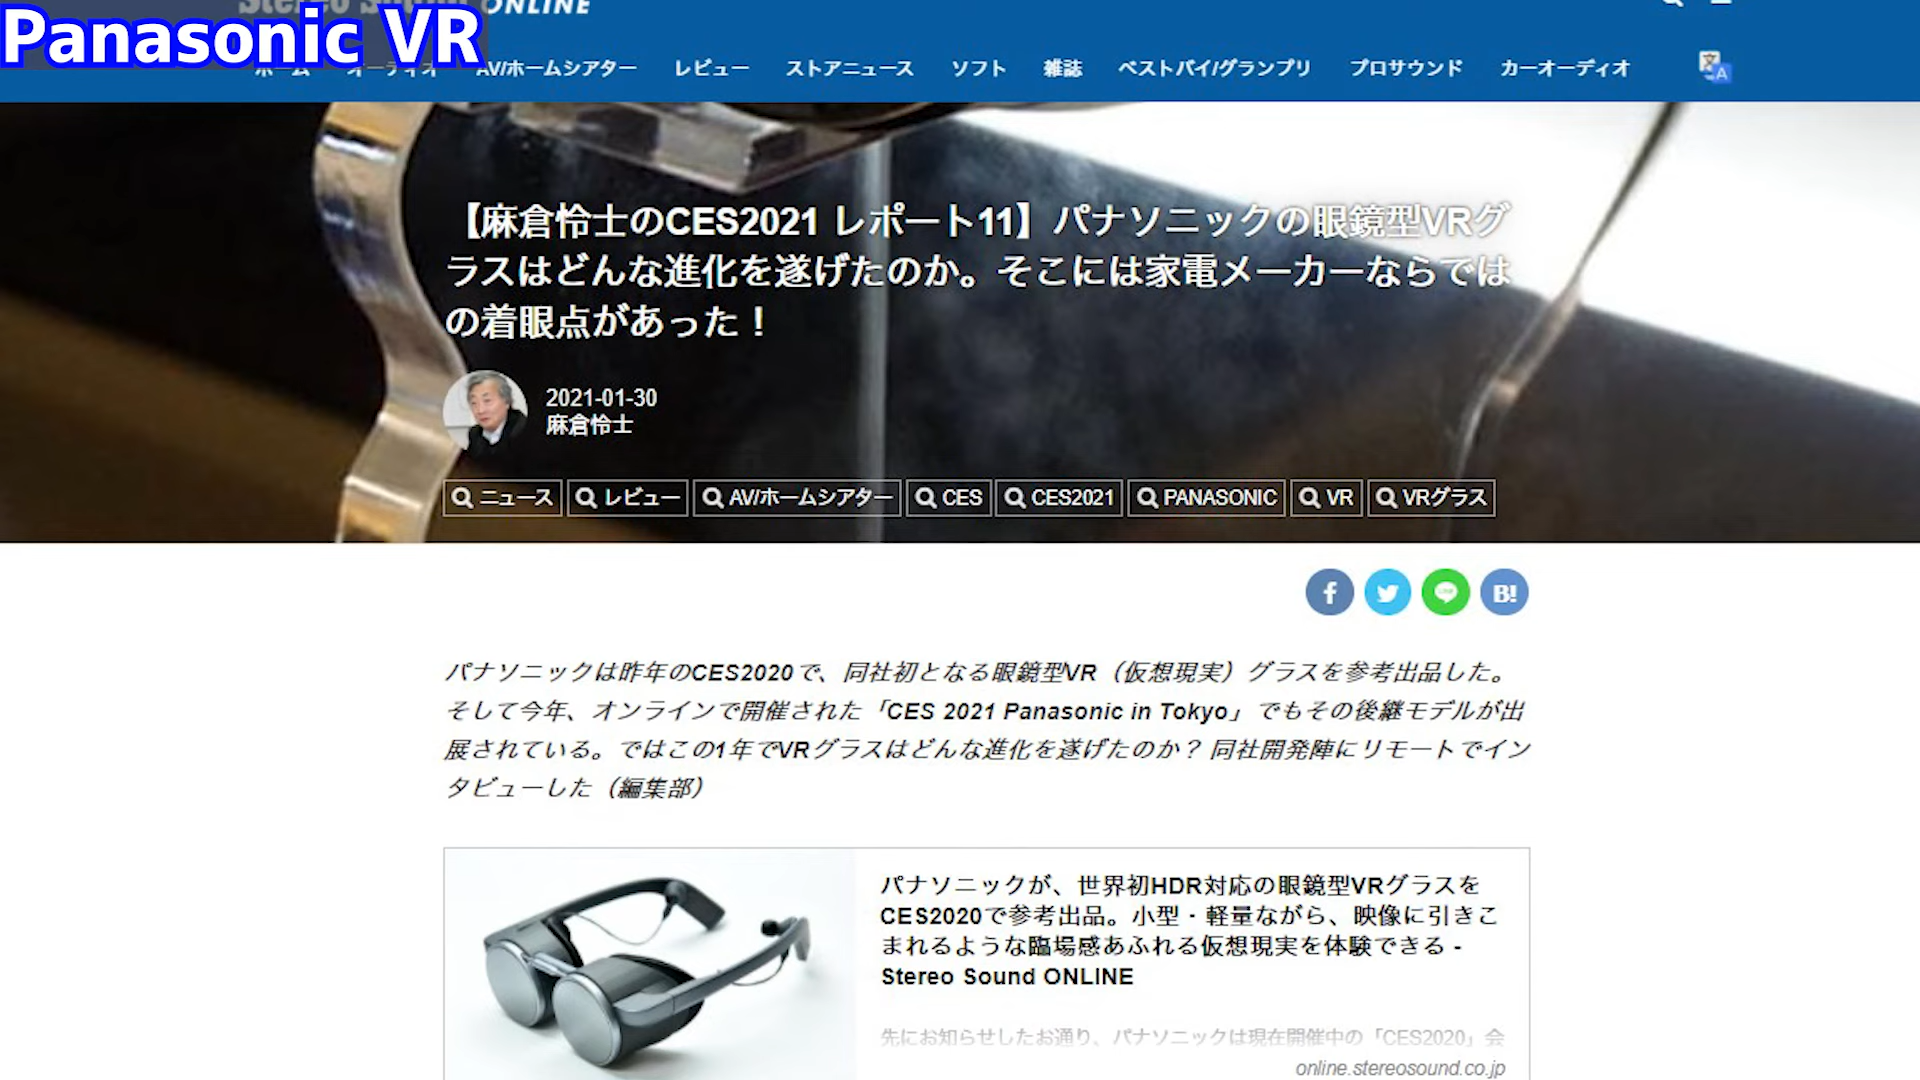 Stereo Sound ONLINE
Panasonic VR
ホーム オーディオ AV/ホームシアター レビュー ストアニュース ソフト 雑誌 ベストバイ/グランプリ プロサウンド カーオーディオ
【麻倉怜士のCES2021 レポート11】パナソニックの眼鏡型VRグ
ラスはどんな進化を遂げたのか。そこには家電メーカーならでは
の着眼点があった！
2021-01-30
麻倉怜士
ニュース レビュー AV/ホームシアター CES CES2021 PANASONIC VR VRグラス
パナソニックは昨年のCES2020で、同社初となる眼鏡型VR（仮想現実）グラスを参考出品した。
そして今年、オンラインで開催された「CES 2021 Panasonic in Tokyo」でもその後継モデルが出
展されている。ではこの1年でVRグラスはどんな進化を遂げたのか？ 同社開発陣にリモートでイン
タビューした（編集部）
パナソニックが、世界初HDR対応の眼鏡型VRグラスを
CES2020で参考出品。小型・軽量ながら、映像に引きこ
まれるような臨場感あふれる仮想現実を体験できる -
Stereo Sound ONLINE
先にお知らせしたお通り、パナソニックは現在開催中の「CES2020」会
online.stereosound.co.jp